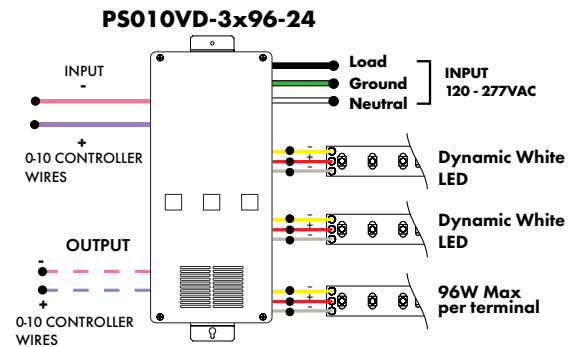 PS010VD-3x96-24
INPUT
-
+
0-10 CONTROLLER
WIRES
OUTPUT
-
+
0-10 CONTROLLER
WIRES
Load
Ground
Neutral
INPUT
120 - 277VAC
-
+
-
Dynamic White
LED
-
+
-
Dynamic White
LED
-
+
-
96W Max
per terminal